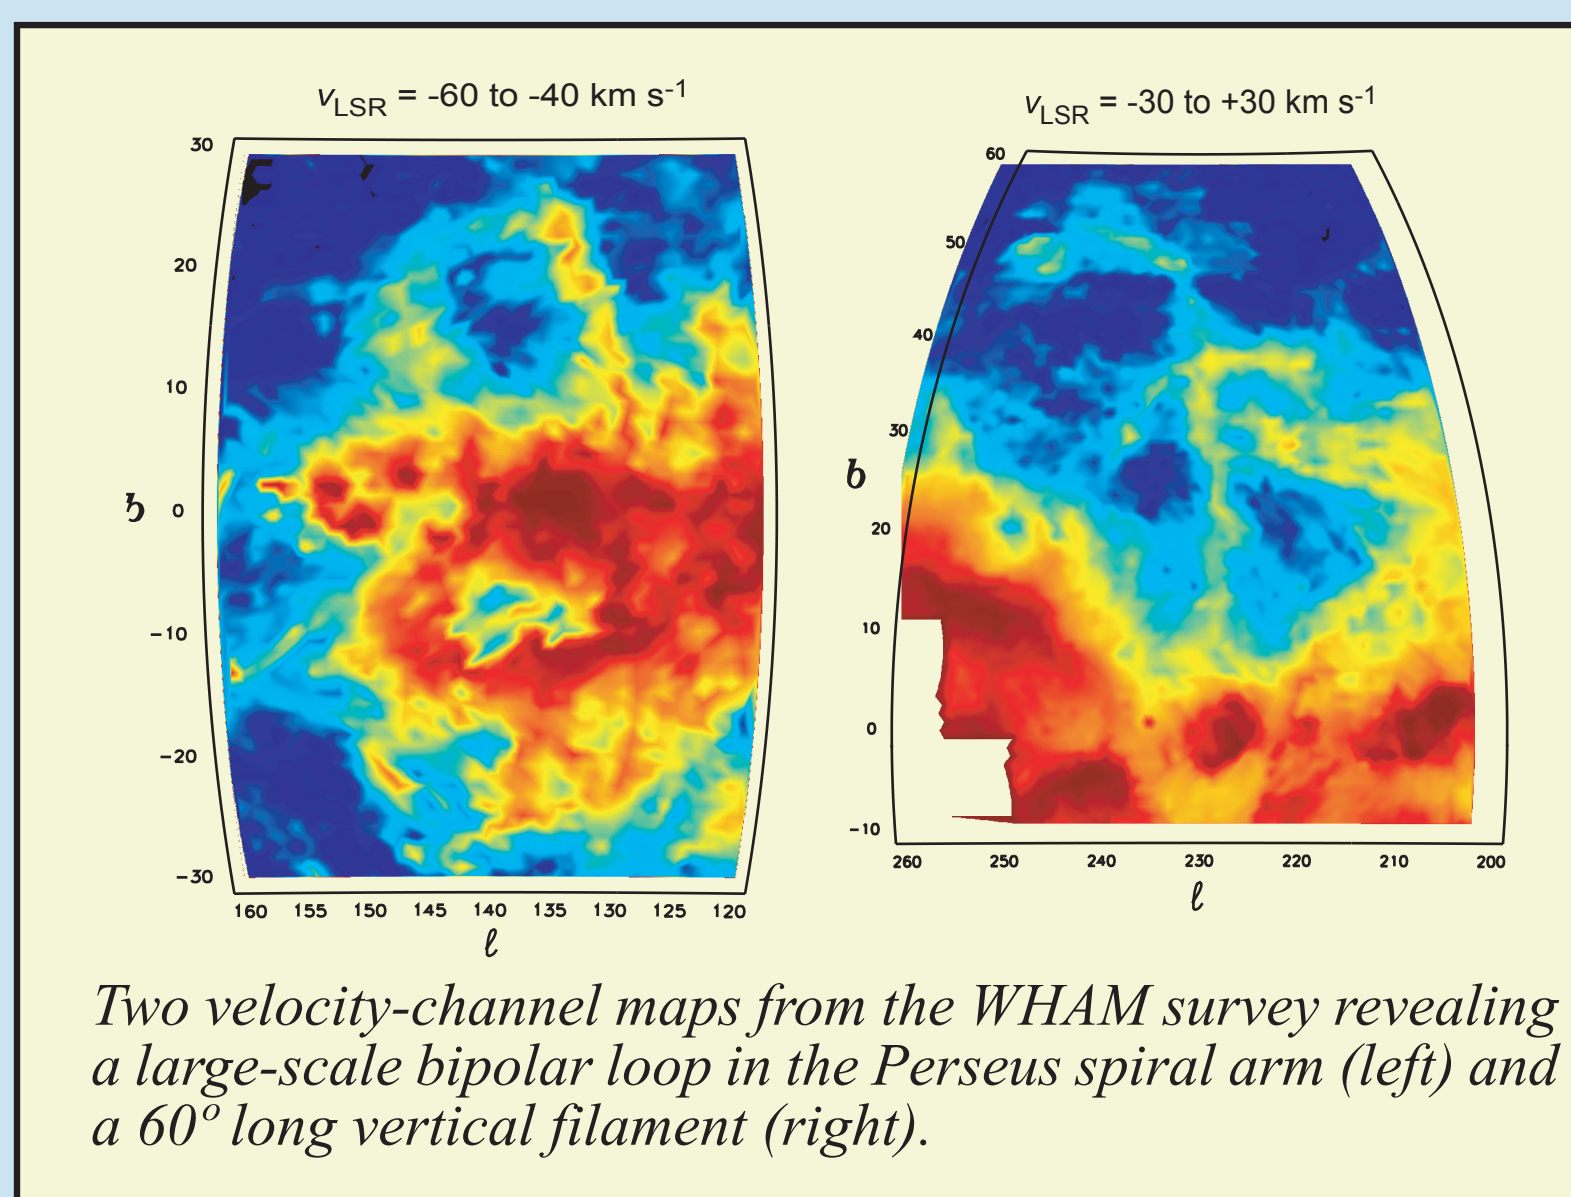 vLSR = -60 to -40 km s-1
30
20
10
0
−10
−20
−30
b
160 155 150 145 140 135 130 125 120
ℓ
vLSR = -30 to +30 km s-1
60
50
40
30
20
10
0
−10
b
260 250 240 230 220 210 200
ℓ
Two velocity-channel maps from the WHAM survey revealing
a large-scale bipolar loop in the Perseus spiral arm (left) and
a 60º long vertical filament (right).